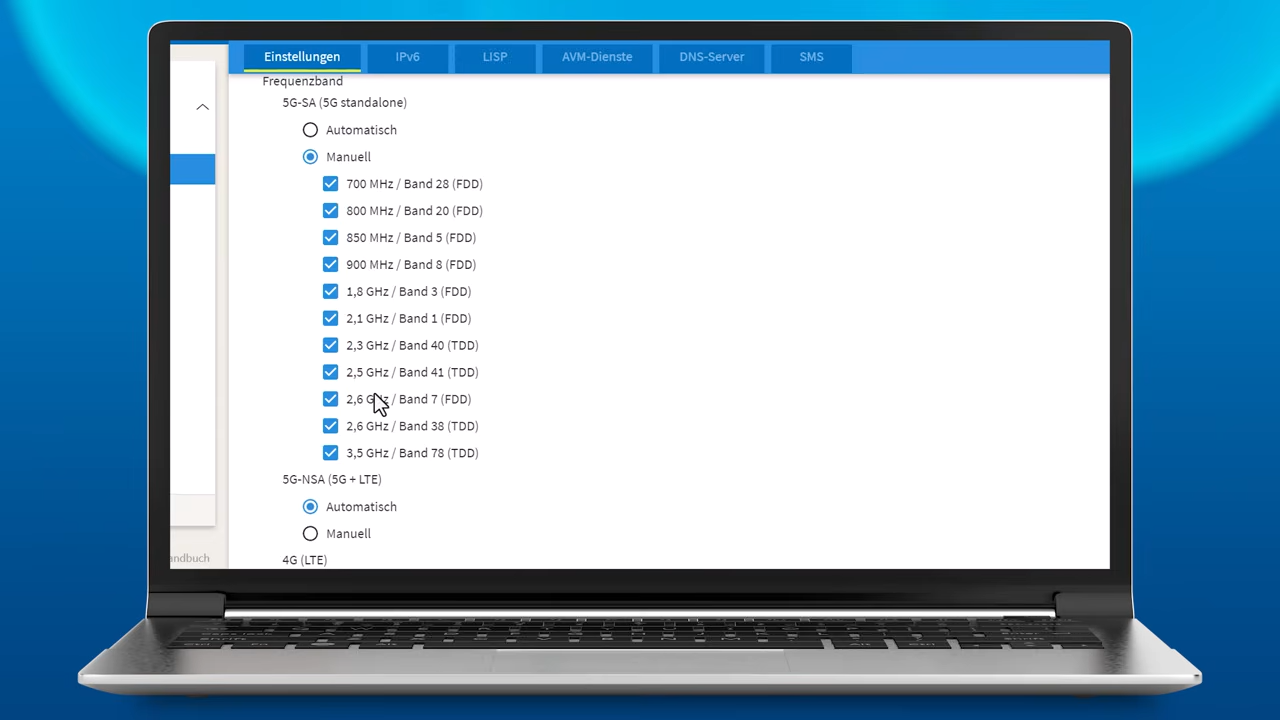 Einstellungen IPv6 LISP AVM-Dienste DNS-Server SMS
Frequenzband
5G-SA (5G standalone)
Automatisch
Manuell
700 MHz / Band 28 (FDD)
800 MHz / Band 20 (FDD)
850 MHz / Band 5 (FDD)
900 MHz / Band 8 (FDD)
1,8 GHz / Band 3 (FDD)
2,1 GHz / Band 1 (FDD)
2,3 GHz / Band 40 (TDD)
2,5 GHz / Band 41 (TDD)
2,6 GHz / Band 7 (FDD)
2,6 GHz / Band 38 (TDD)
3,5 GHz / Band 78 (TDD)
5G-NSA (5G + LTE)
Automatisch
Manuell
4G (LTE)
andbuch